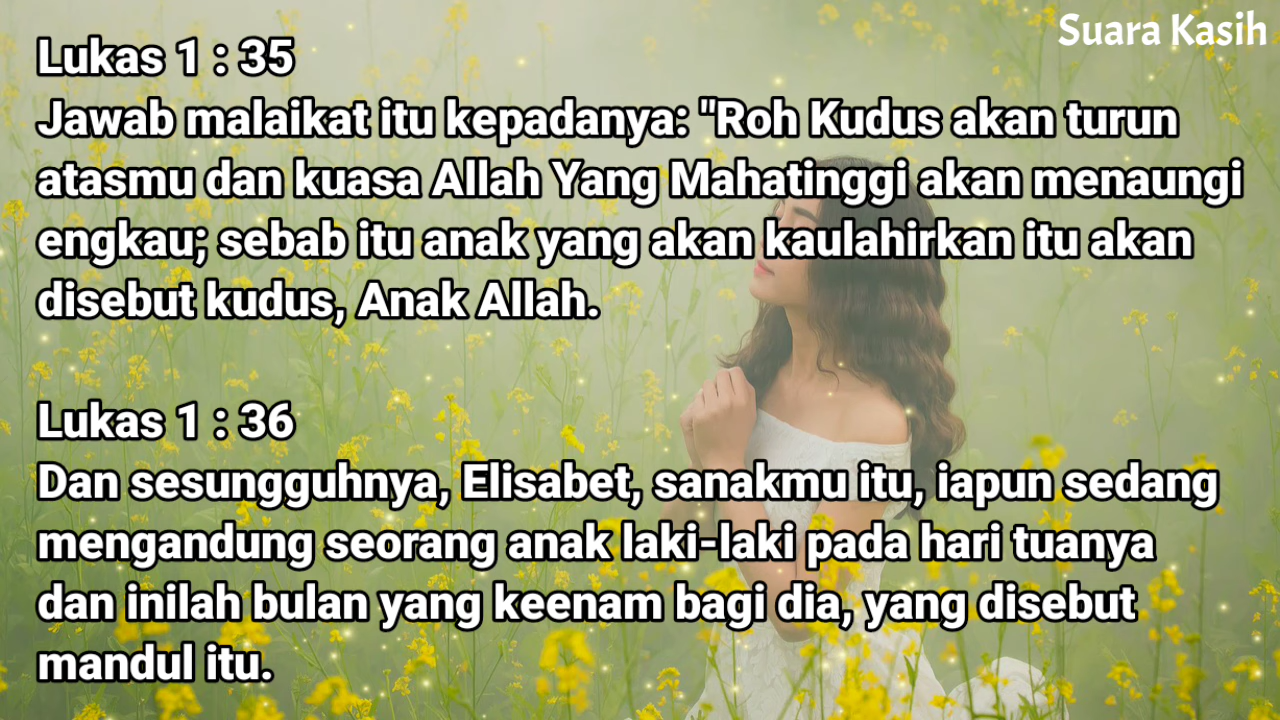 Suara Kasih
Lukas 1 : 35
Jawab malaikat itu kepadanya: "Roh Kudus akan turun
atasmu dan kuasa Allah Yang Mahatinggi akan menaungi
engkau; sebab itu anak yang akan kaulahirkan itu akan
disebut kudus, Anak Allah.
Lukas 1 : 36
Dan sesungguhnya, Elisabet, sanakmu itu, iapun sedang
mengandung seorang anak laki-laki pada hari tuanya
dan inilah bulan yang keenam bagi dia, yang disebut
mandul itu.